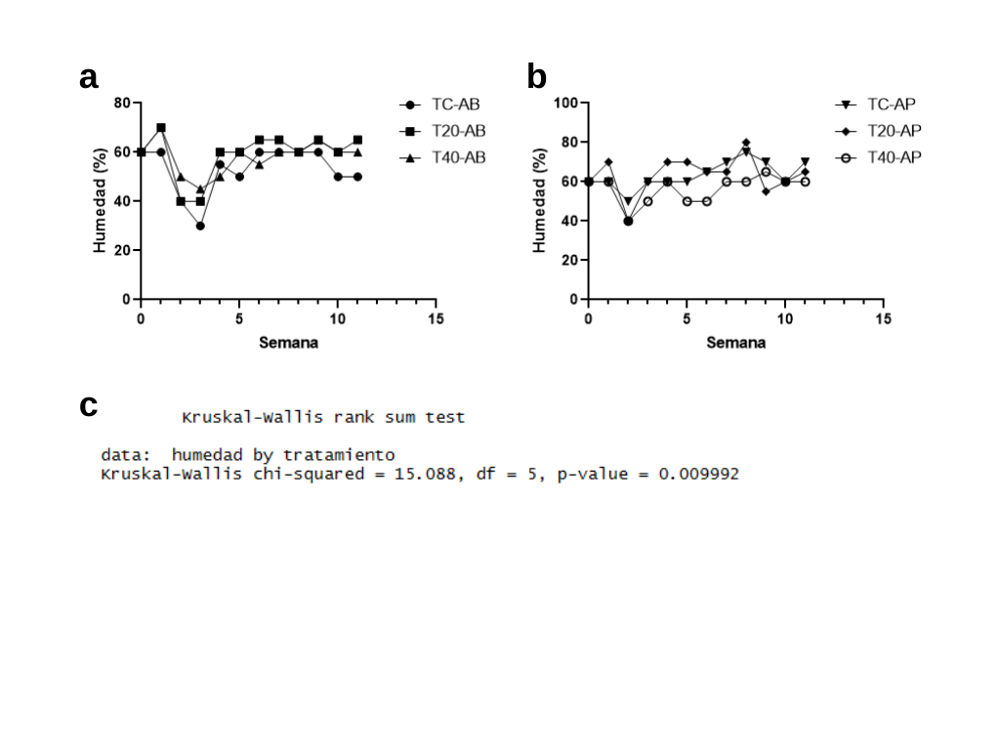 a
80
60
40
20
0
Humedad (%)
0 5 10 15
Semana
TC-AB
T20-AB
T40-AB
b
100
80
60
40
20
0
Humedad (%)
0 5 10 15
Semana
TC-AP
T20-AP
T40-AP
c
Kruskal-Wallis rank sum test
data: humedad by tratamiento
Kruskal-Wallis chi-squared = 15.088, df = 5, p-value = 0.009992